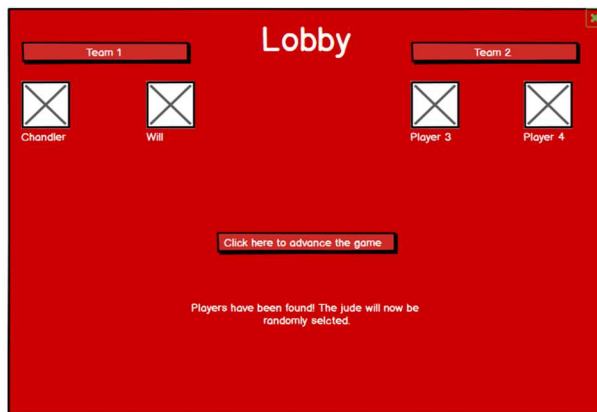 Lobby
Team 1
Team 2
Chandler
Will
Player 3
Player 4
Click here to advance the game
Players have been found! The jude will now be
randomly selcted.